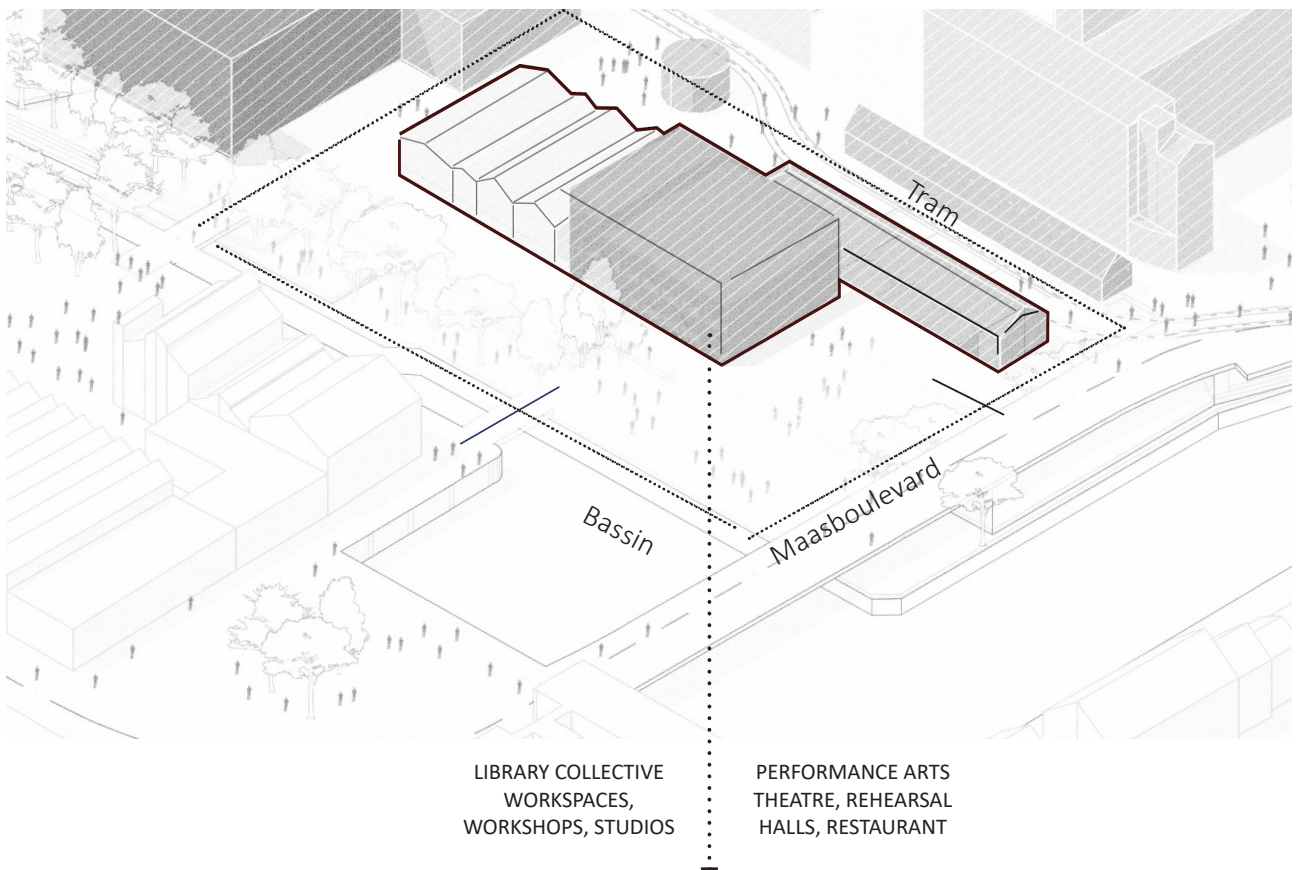 Tram
Bassin
Maasboulevard
LIBRARY COLLECTIVE
WORKSPACES,
WORKSHOPS, STUDIOS
PERFORMANCE ARTS
THEATRE, REHEARSAL
HALLS, RESTAURANT